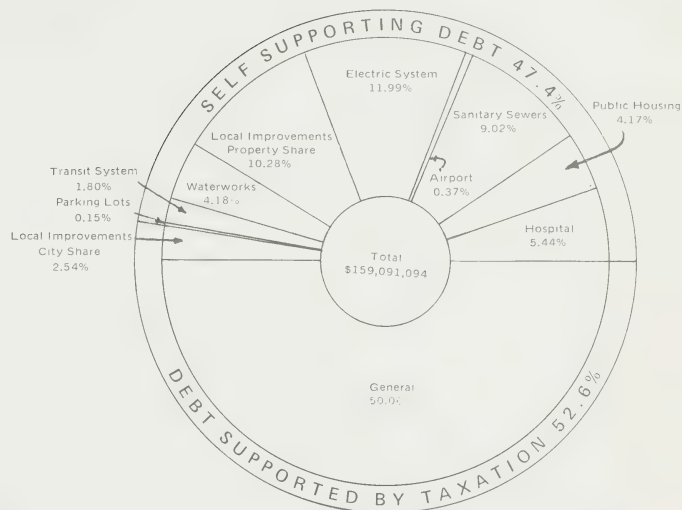 SELF SUPPORTING DEBT 47.4%
Electric System
11.99%
Sanitary Sewers
9.02%
Public Housing
4.17%
Local Improvements
Property Share
10.28%
Airport
0.37%
Transit System
1.80%
Waterworks
4.18
Parking Lots
0.15%
Hospital
5.44%
Local Improvements
City Share
2.54%
Total
$159,091,094
General
DEBT SUPPORTED BY TAXATION 52.6%